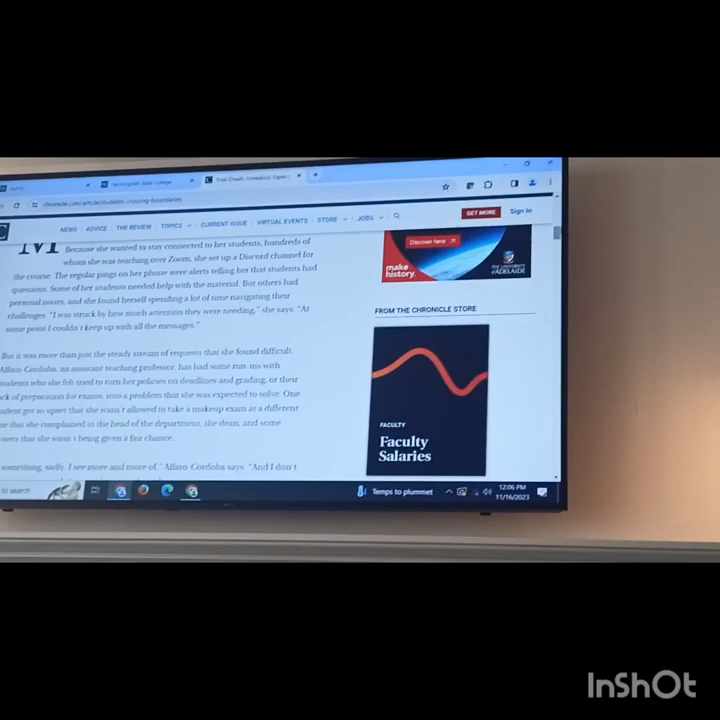 Framingham State College
chronicle.com/article/students-crossing-boundaries
C
NEWS ADVICE THE REVIEW TOPICS CURRENT ISSUE VIRTUAL EVENTS STORE JOBS
GET MORE
Sign In
M
Because she wanted to stay connected to her students, hundreds of
whom she was teaching over Zoom, she set up a Discord channel for
the course. The regular pings on her phone were alerts telling her that students had
questions. Some of her students needed help with the material. But others had
personal issues, and she found herself spending a lot of time navigating their
challenges. "I was struck by how much attention they were needing," she says. "At
some point I couldn't keep up with all the messages."
But it was more than just the steady stream of requests that she found difficult.
Alfaro Córdoba, an assistant teaching professor, has had some run-ins with
students who she felt tried to turn her policies on deadlines and grading, or their
ck of preparation for exams, into a problem that she was expected to solve. One
udent got so upset that she wasn't allowed to take a makeup exam at a different
me that she complained to the head of the department, the dean, and some
that she wasn't being given a fair chance.
something, sadly, I see more and more of," Alfaro Córdoba says. "And I don't
Discover here
make
history.
THE UNIVERSITY
of ADELAIDE
FROM THE CHRONICLE STORE
FACULTY
Faculty
Salaries
to search
Temps to plummet
12:06 PM
11/16/2023
InShOt